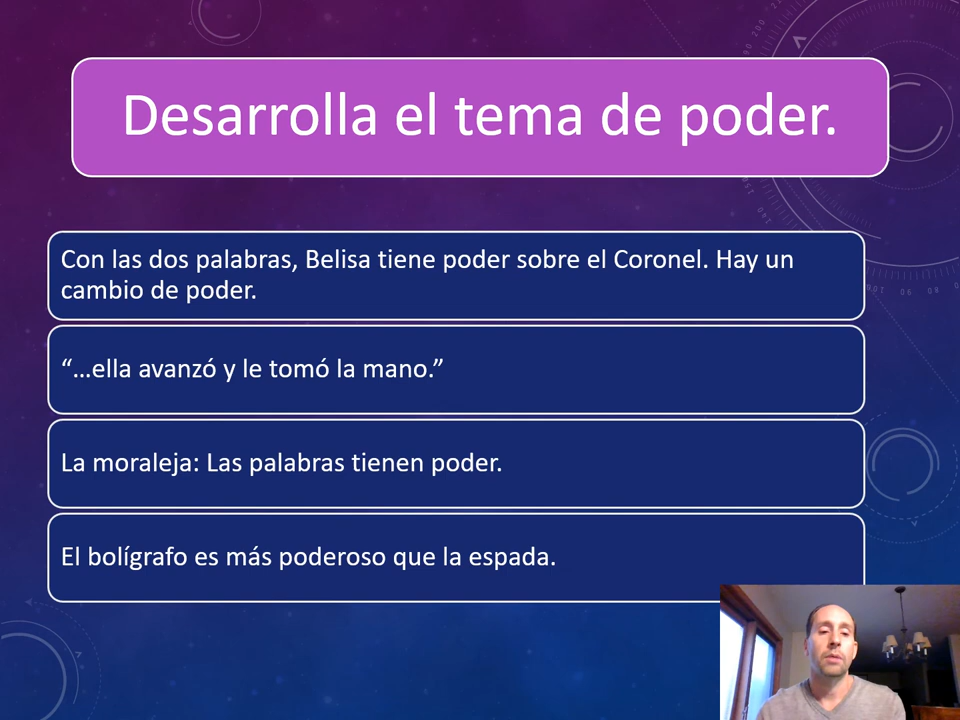 Desarrolla el tema de poder.
Con las dos palabras, Belisa tiene poder sobre el Coronel. Hay un
cambio de poder.
“…ella avanzó y le tomó la mano.”
La moraleja: Las palabras tienen poder.
El bolígrafo es más poderoso que la espada.